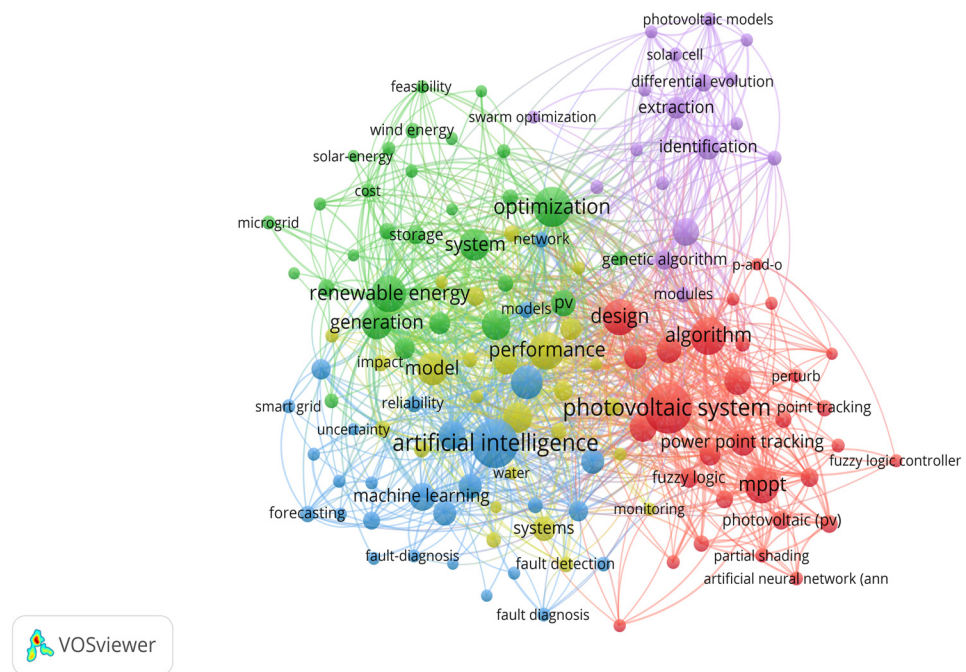 photovoltaic models
solar cell
feasibility
differential evolution
extraction
swarm optimization
wind energy
identification
solar-energy
cost
optimization
microgrid
storage
system
network
genetic algorithm
p-and-o
renewable energy
modules
models
pv
generation
design
algorithm
performance
impact
model
perturb
smart grid
reliability
photovoltaic system
point tracking
uncertainty
artificial intelligence
power point tracking
fuzzy logic controller
water
fuzzy logic
mppt
machine learning
forecasting
monitoring
systems
photovoltaic (pv)
fault-diagnosis
fault detection
partial shading
artificial neural network (ann
fault diagnosis
VOSviewer